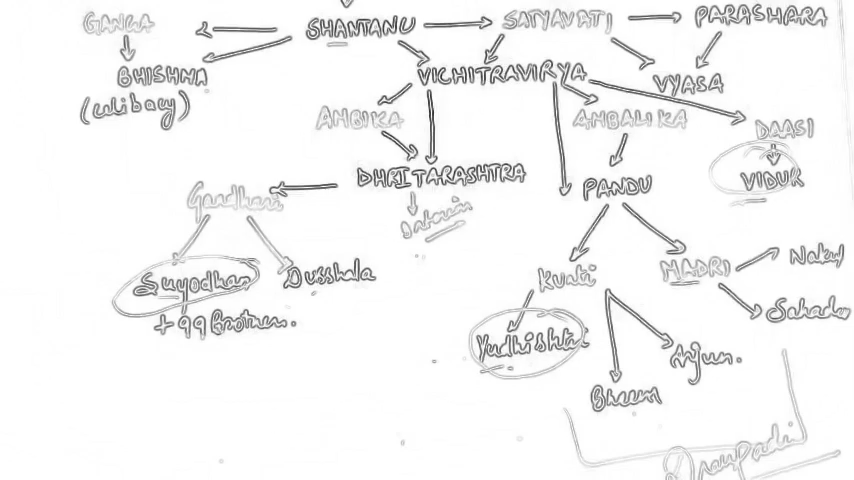 GANGA SHANTANU SATYAVATI PARASHARA
BHISHMA VICHITRAVIRYA VYASA
(celibacy)
AMBIKA AMBALIKA DAASI
DHRITARASHTRA PANDU VIDUR
Gandhari
Suyodhan Dusshala Kunti MADRI Nakul
+ 99 Brothers. Sahadev
Yudhishtir Arjun.
Bheem
Draupadi